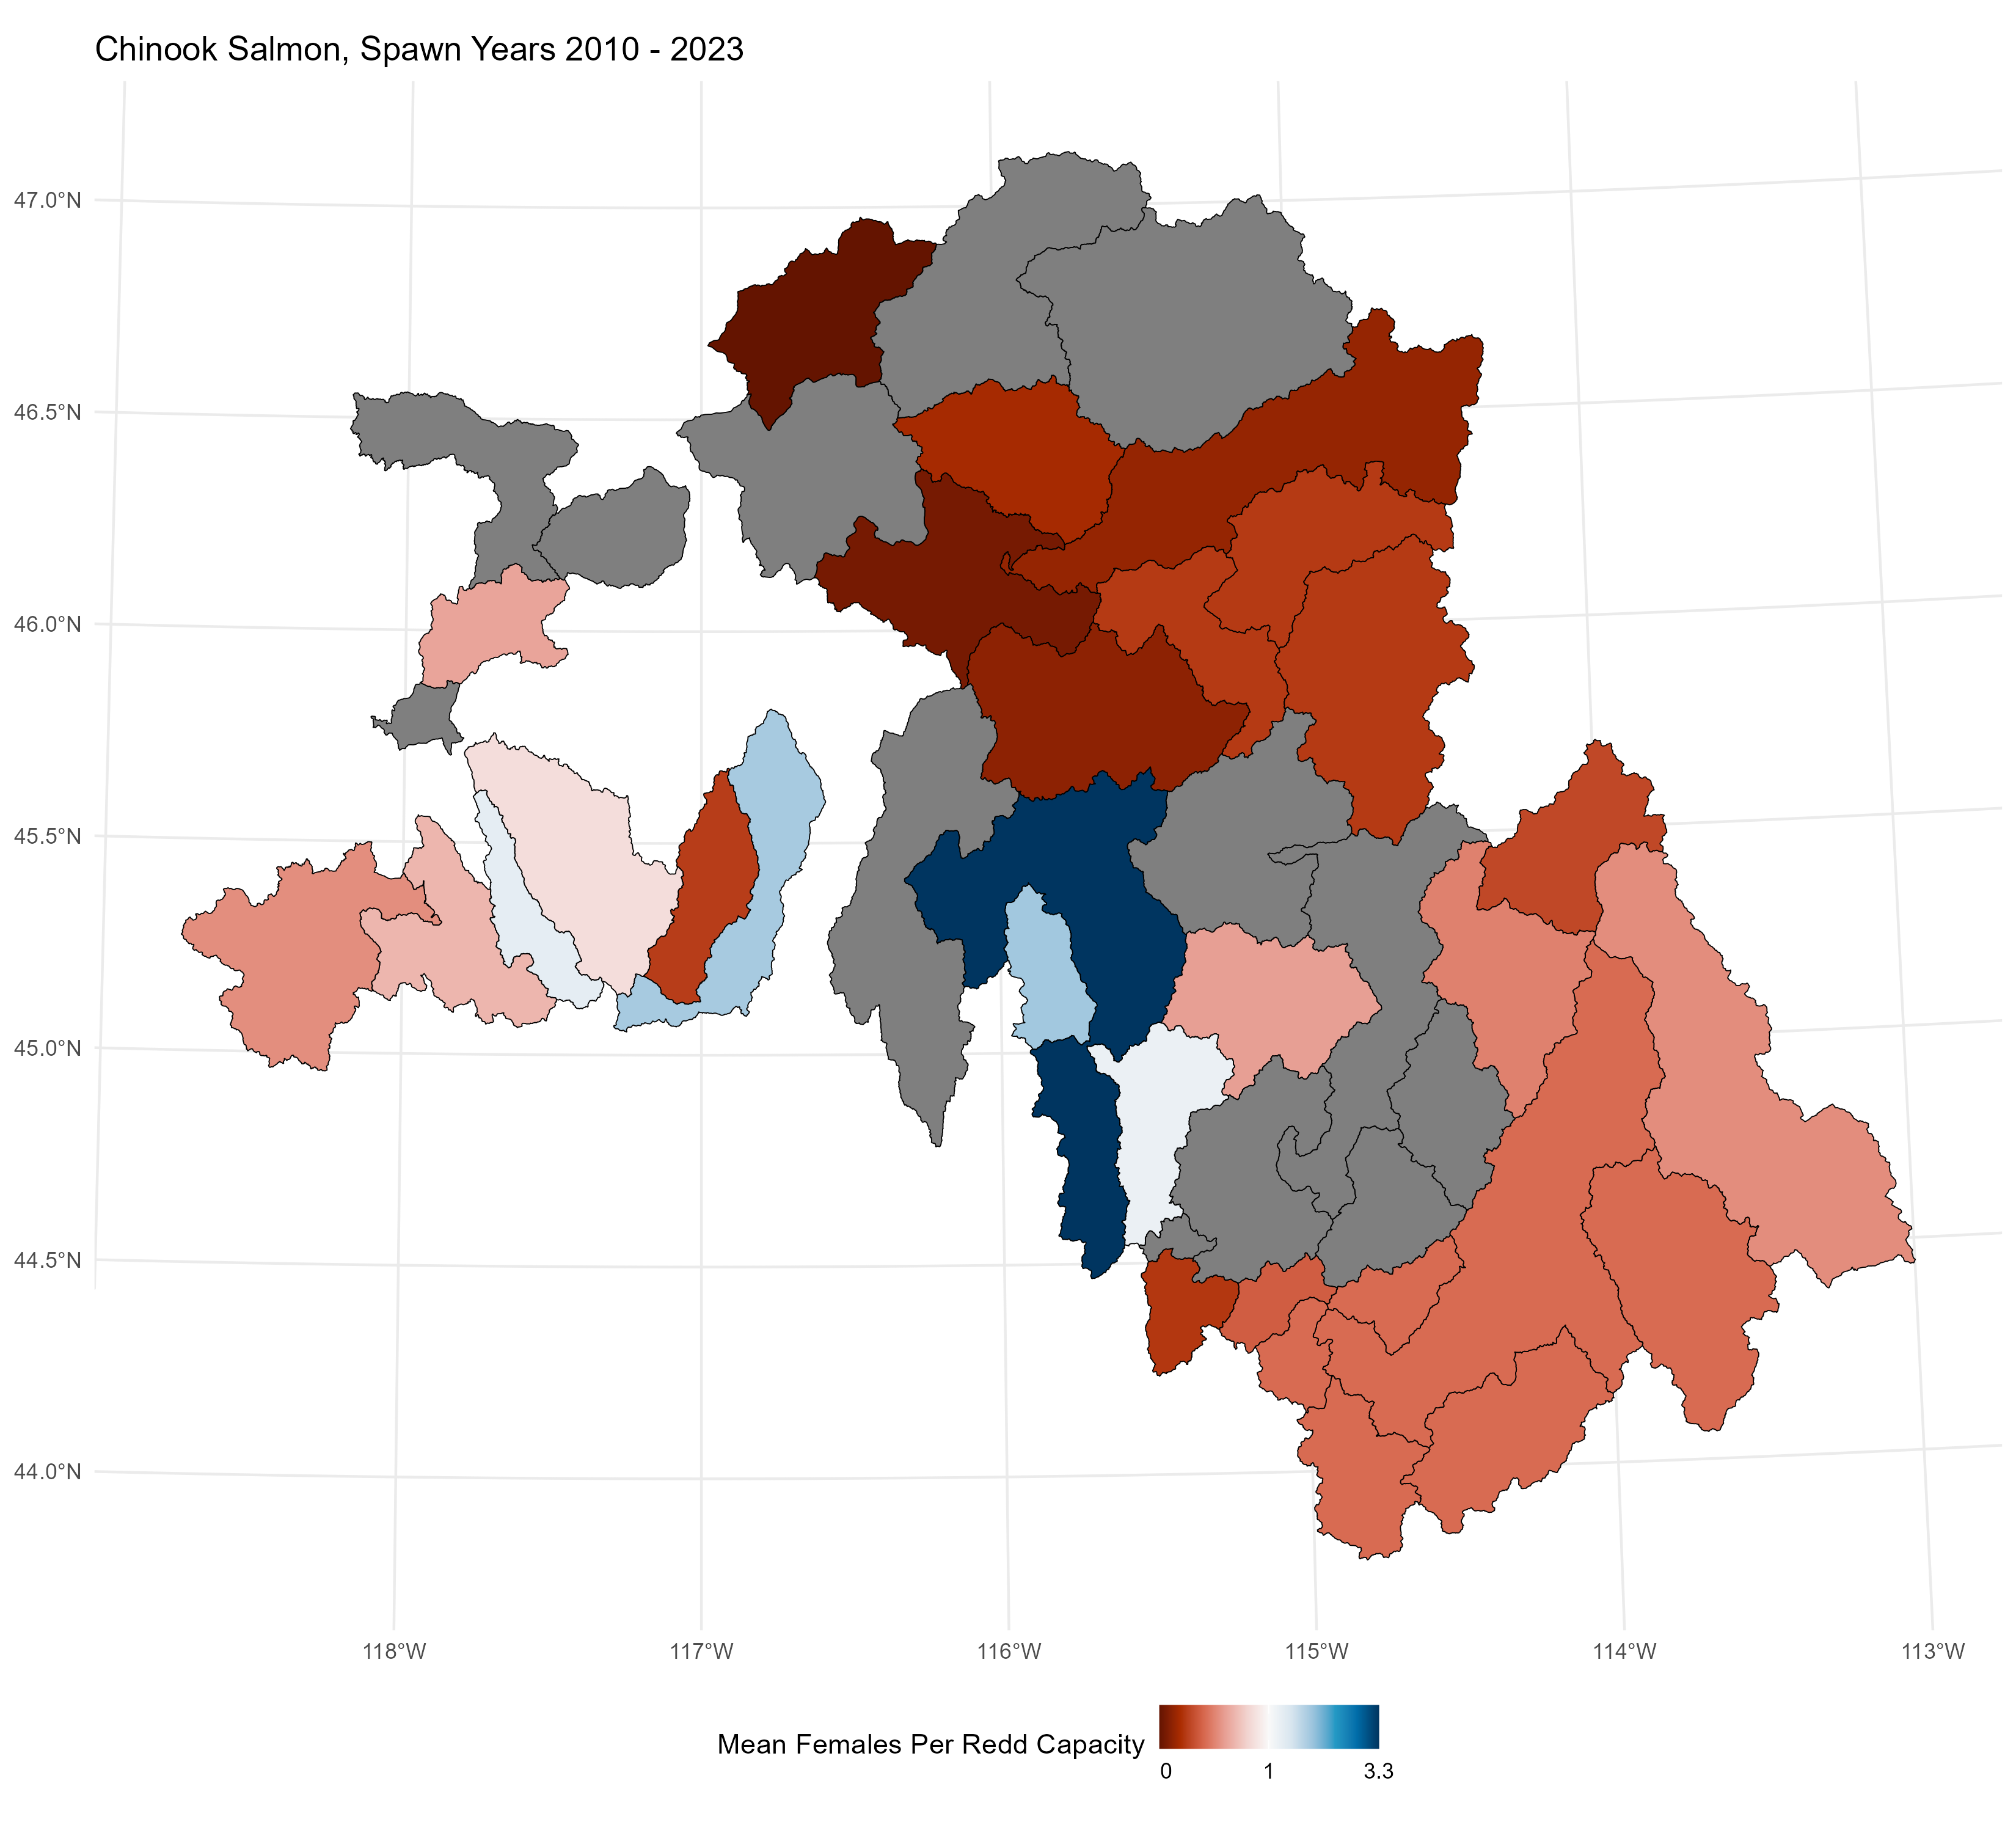 Chinook Salmon, Spawn Years 2010 - 2023
47.0°N
46.5°N
46.0°N
45.5°N
45.0°N
44.5°N
44.0°N
118°W 117°W 116°W 115°W 114°W 113°W
Mean Females Per Redd Capacity
0 1 3.3